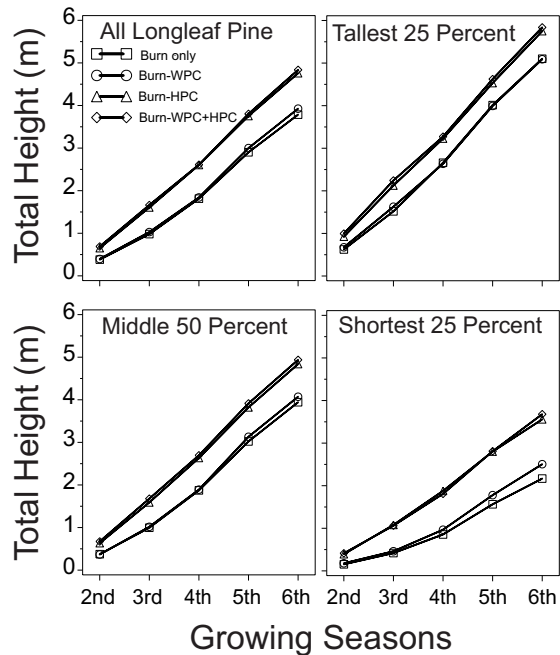 All Longleaf Pine
Burn only
Burn-WPC
Burn-HPC
Burn-WPC+HPC
Total Height (m)
6
5
4
3
2
1
0
Tallest 25 Percent
Middle 50 Percent
Total Height (m)
6
5
4
3
2
1
0
2nd 3rd 4th 5th 6th
Shortest 25 Percent
2nd 3rd 4th 5th 6th
Growing Seasons